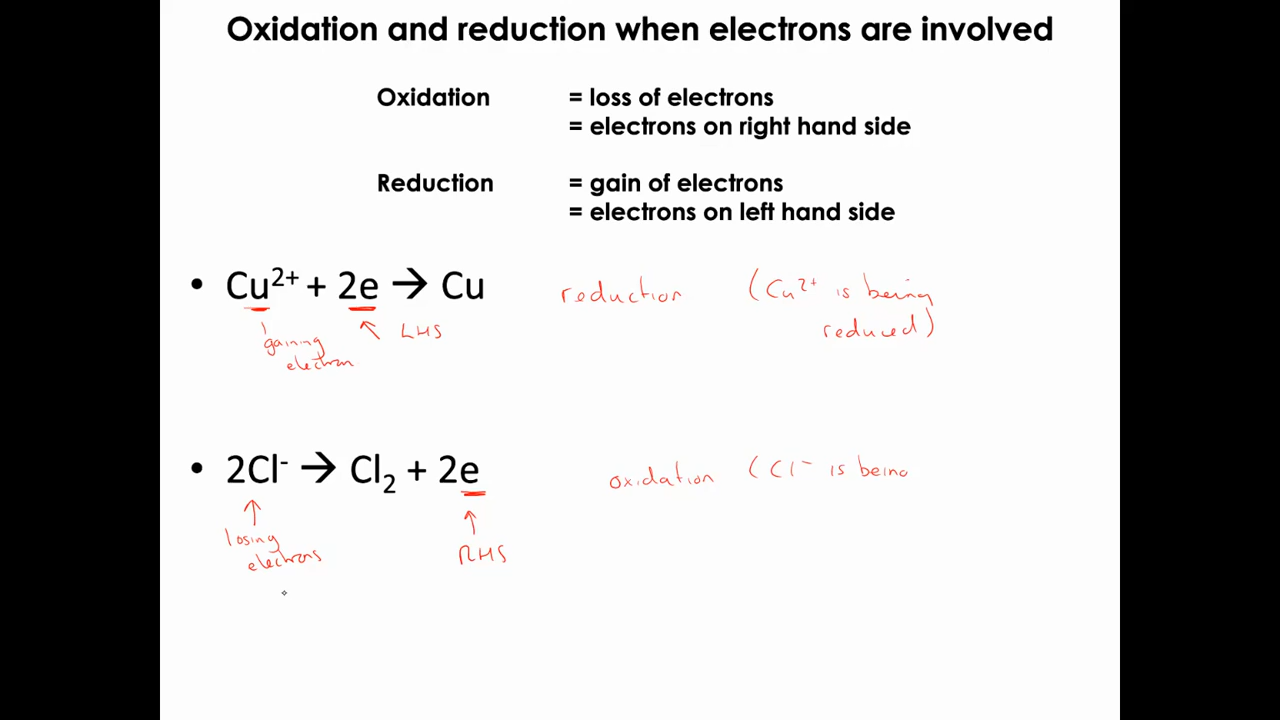 Oxidation and reduction when electrons are involved
Oxidation = loss of electrons
= electrons on right hand side
Reduction = gain of electrons
= electrons on left hand side
• Cu²⁺ + 2e → Cu reduction (Cu²⁺ is being
reduced)
LHS
gaining
electron
• 2Cl⁻ → Cl₂ + 2e oxidation (Cl⁻ is being
losing
electrons
RHS